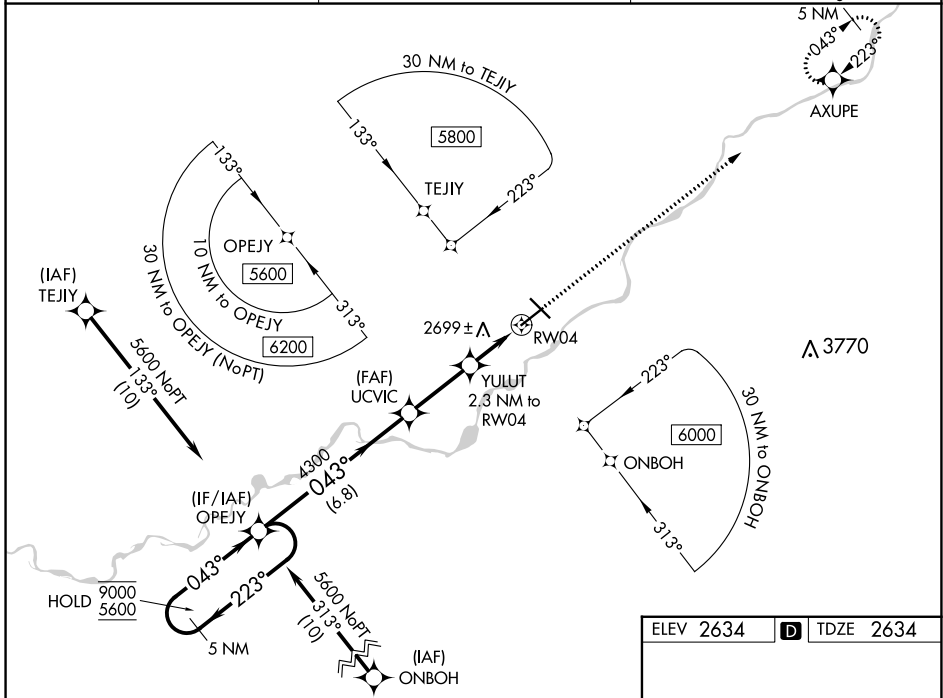 5 NM
043°
223°
AXUPE
30 NM to TEJIY
5800
133°
TEJIY
223°
133°
OPEJY
5600
10 NM to OPEJY
313°
30 NM to OPEJY (NoPT)
6200
(IAF)
TEJIY
5600 NoPT
133°
(10)
2699±
RW04
3770
(FAF)
UCVIC
YULUT
2.3 NM to
RW04
223°
6000
30 NM to ONBOH
ONBOH
313°
4300
043°
(6.8)
(IF/IAF)
OPEJY
043°
223°
HOLD
9000
5600
5 NM
5600 NoPT
313°
(10)
(IAF)
ONBOH
ELEV 2634
D
TDZE 2634